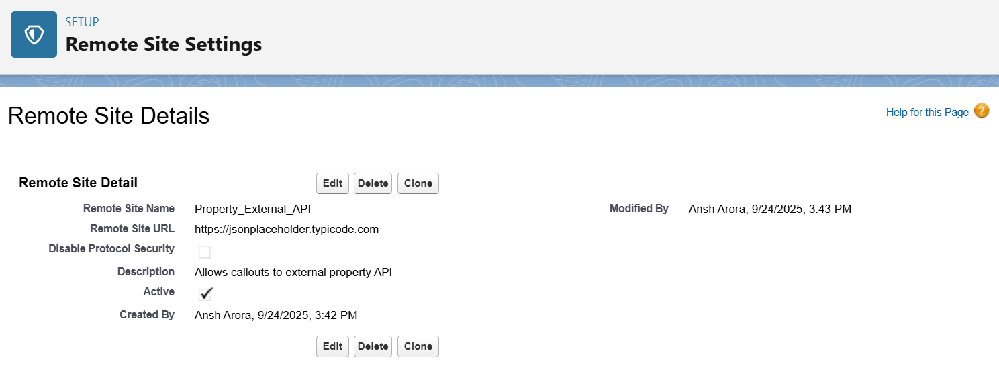 SETUP
Remote Site Settings
Remote Site Details
Help for this Page ?
Remote Site Detail
Edit Delete Clone
Remote Site Name Property_External_API Modified By Ansh Arora, 9/24/2025, 3:43 PM
Remote Site URL https://jsonplaceholder.typicode.com
Disable Protocol Security
Description Allows callouts to external property API
Active
Created By Ansh Arora, 9/24/2025, 3:42 PM
Edit Delete Clone